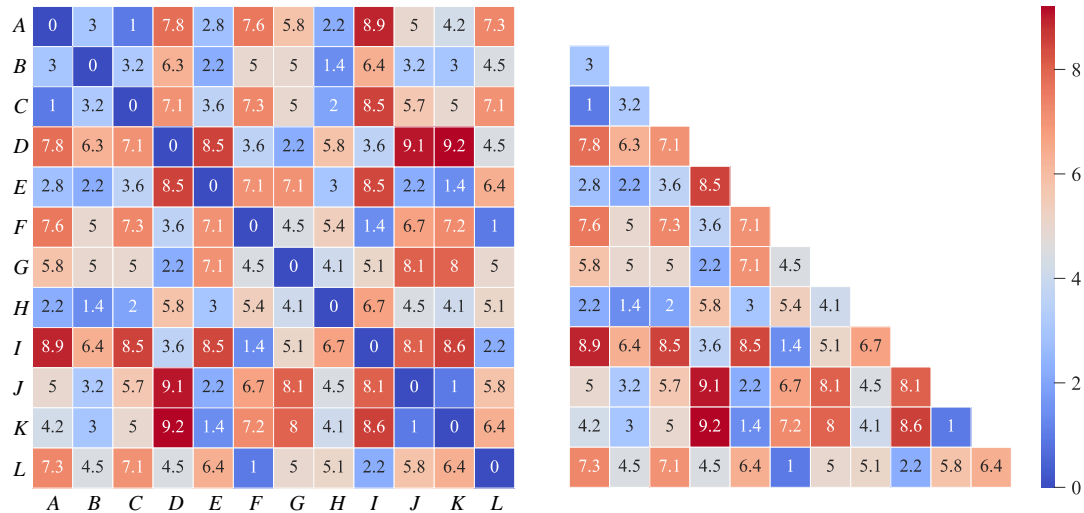 A 0 3 1 7.8 2.8 7.6 5.8 2.2 8.9 5 4.2 7.3
B 3 0 3.2 6.3 2.2 5 5 1.4 6.4 3.2 3 4.5
C 1 3.2 0 7.1 3.6 7.3 5 2 8.5 5.7 5 7.1
D 7.8 6.3 7.1 0 8.5 3.6 2.2 5.8 3.6 9.1 9.2 4.5
E 2.8 2.2 3.6 8.5 0 7.1 7.1 3 8.5 2.2 1.4 6.4
F 7.6 5 7.3 3.6 7.1 0 4.5 5.4 1.4 6.7 7.2 1
G 5.8 5 5 2.2 7.1 4.5 0 4.1 5.1 8.1 8 5
H 2.2 1.4 2 5.8 3 5.4 4.1 0 6.7 4.5 4.1 5.1
I 8.9 6.4 8.5 3.6 8.5 1.4 5.1 6.7 0 8.1 8.6 2.2
J 5 3.2 5.7 9.1 2.2 6.7 8.1 4.5 8.1 0 1 5.8
K 4.2 3 5 9.2 1.4 7.2 8 4.1 8.6 1 0 6.4
L 7.3 4.5 7.1 4.5 6.4 1 5 5.1 2.2 5.8 6.4 0
A B C D E F G H I J K L
3
1 3.2
7.8 6.3 7.1
2.8 2.2 3.6 8.5
7.6 5 7.3 3.6 7.1
5.8 5 5 2.2 7.1 4.5
2.2 1.4 2 5.8 3 5.4 4.1
8.9 6.4 8.5 3.6 8.5 1.4 5.1 6.7
5 3.2 5.7 9.1 2.2 6.7 8.1 4.5 8.1
4.2 3 5 9.2 1.4 7.2 8 4.1 8.6 1
7.3 4.5 7.1 4.5 6.4 1 5 5.1 2.2 5.8 6.4
8
6
4
2
0